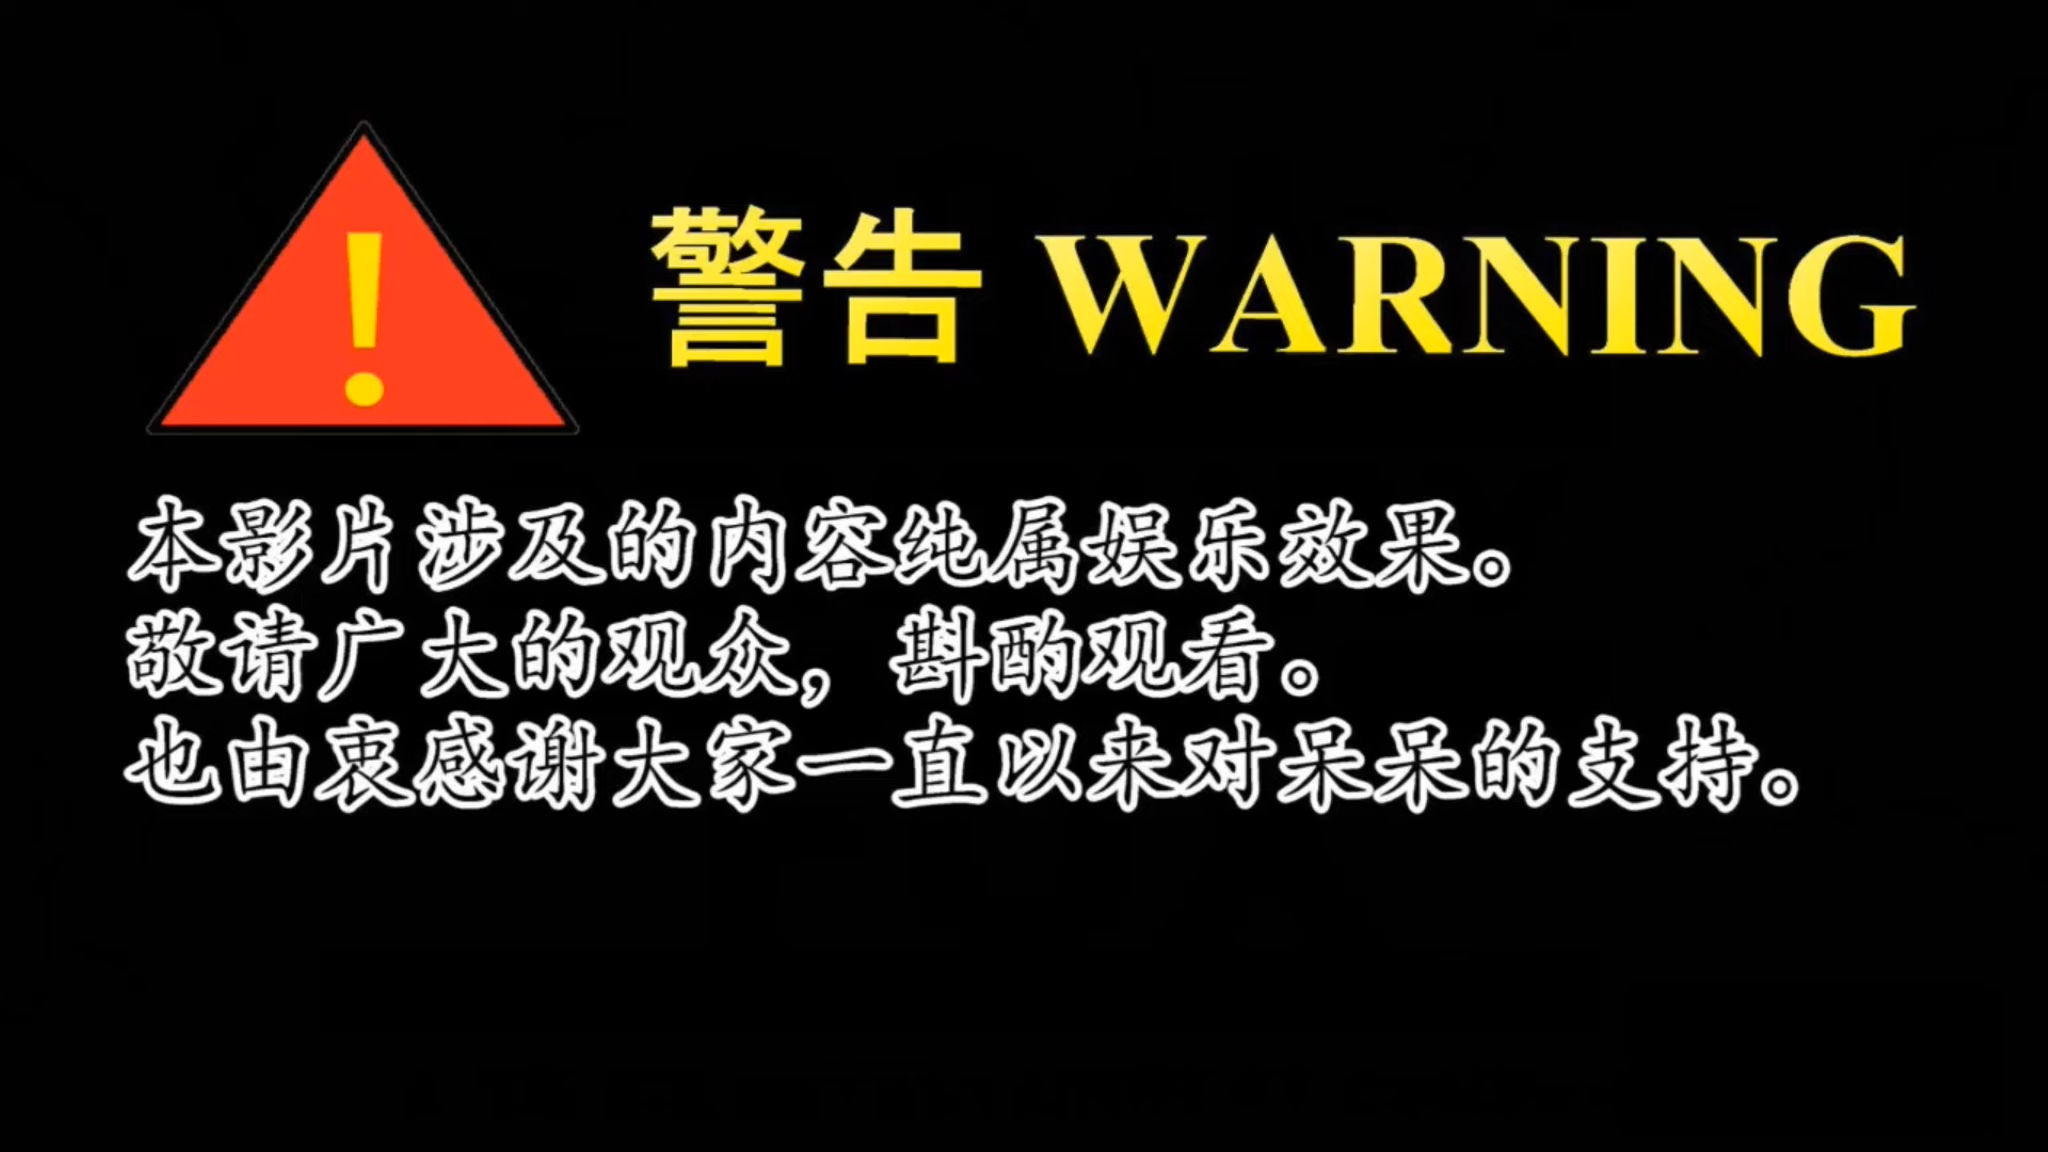 警告 WARNING
本影片涉及的内容纯属娱乐效果。
敬请广大的观众，斟酌观看。
也由衷感谢大家一直以来对呆呆的支持。